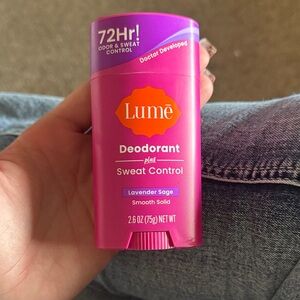 72Hr!
ODOR & SWEAT
CONTROL
Doctor Developed
Lumē
Deodorant
plus
Sweat Control
Lavender Sage
Smooth Solid
2.6 OZ (75g) NET WT